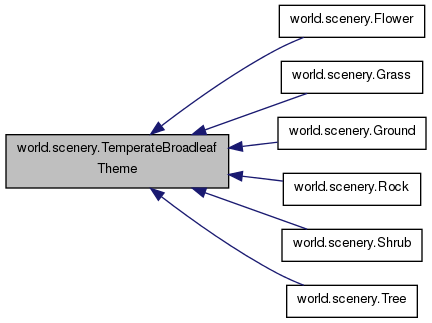 world.scenery.Flower
world.scenery.Grass
world.scenery.Ground
world.scenery.TemperateBroadleaf
Theme
world.scenery.Rock
world.scenery.Shrub
world.scenery.Tree